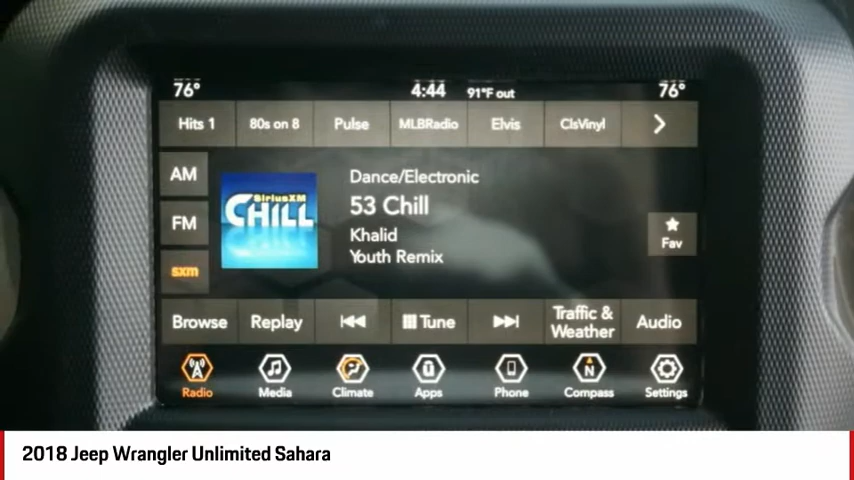 76° 4:44 91°F out 76°
Hits 1 80s on 8 Pulse MLBRadio Elvis ClsVinyl
AM
FM
sxm
SiriusXM
CHILL
Dance/Electronic
53 Chill
Khalid
Youth Remix
Fav
Browse Replay Tune Traffic & Weather Audio
Radio Media Climate Apps Phone N Compass Settings
2018 Jeep Wrangler Unlimited Sahara